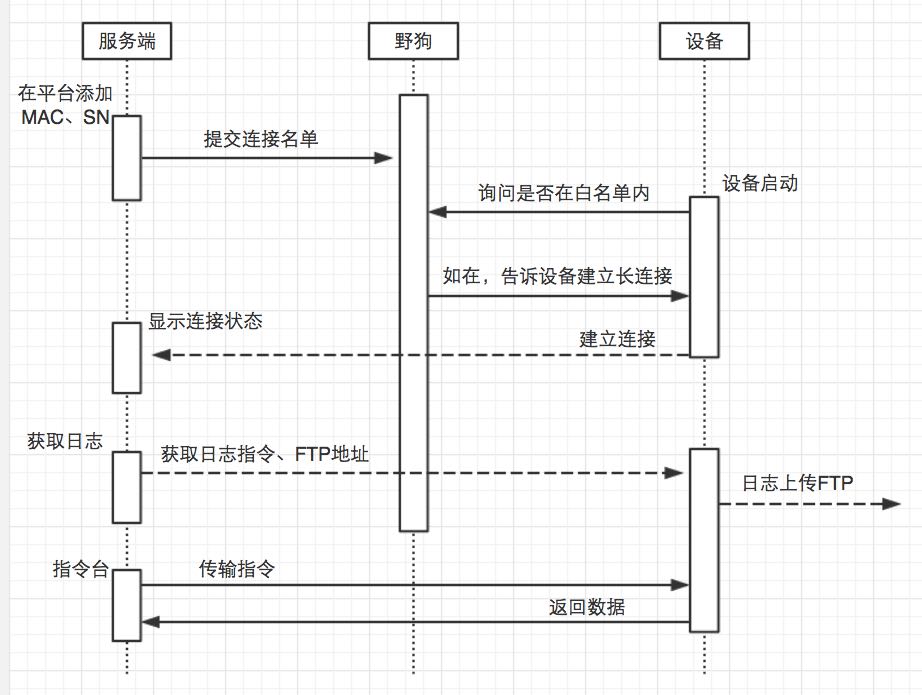 服务端
野狗
设备
在平台添加
MAC、SN
提交连接名单
设备启动
询问是否在白名单内
如在，告诉设备建立长连接
显示连接状态
建立连接
获取日志
获取日志指令、FTP地址
日志上传FTP
指令台
传输指令
返回数据